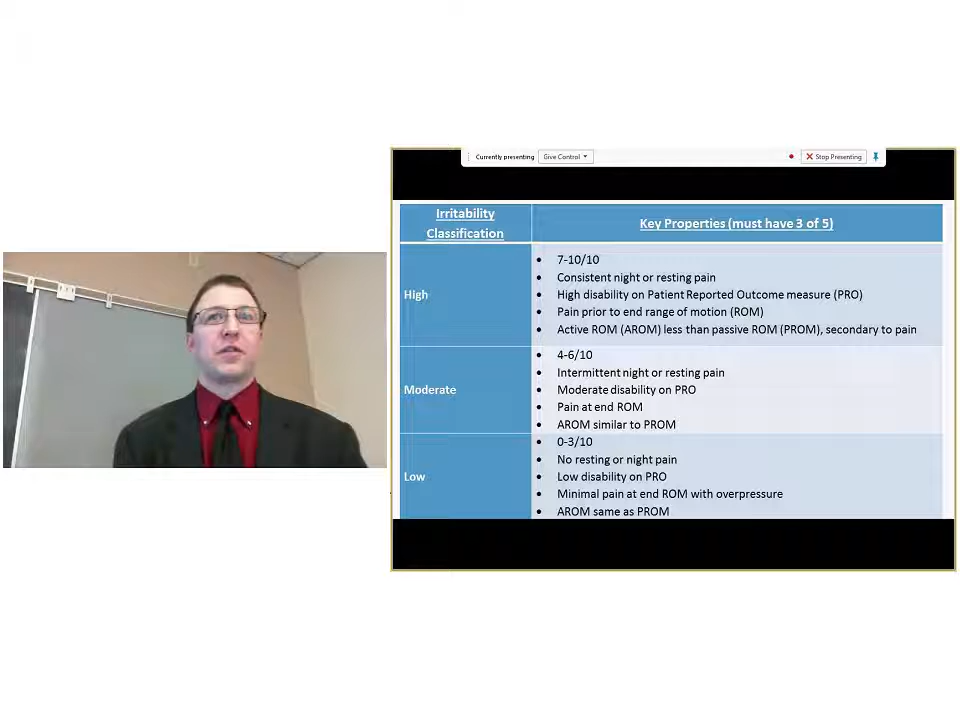 Currently presenting Give Control Stop Presenting
Irritability
Classification
Key Properties (must have 3 of 5)
High
• 7-10/10
• Consistent night or resting pain
• High disability on Patient Reported Outcome measure (PRO)
• Pain prior to end range of motion (ROM)
• Active ROM (AROM) less than passive ROM (PROM), secondary to pain
Moderate
• 4-6/10
• Intermittent night or resting pain
• Moderate disability on PRO
• Pain at end ROM
• AROM similar to PROM
Low
• 0-3/10
• No resting or night pain
• Low disability on PRO
• Minimal pain at end ROM with overpressure
• AROM same as PROM